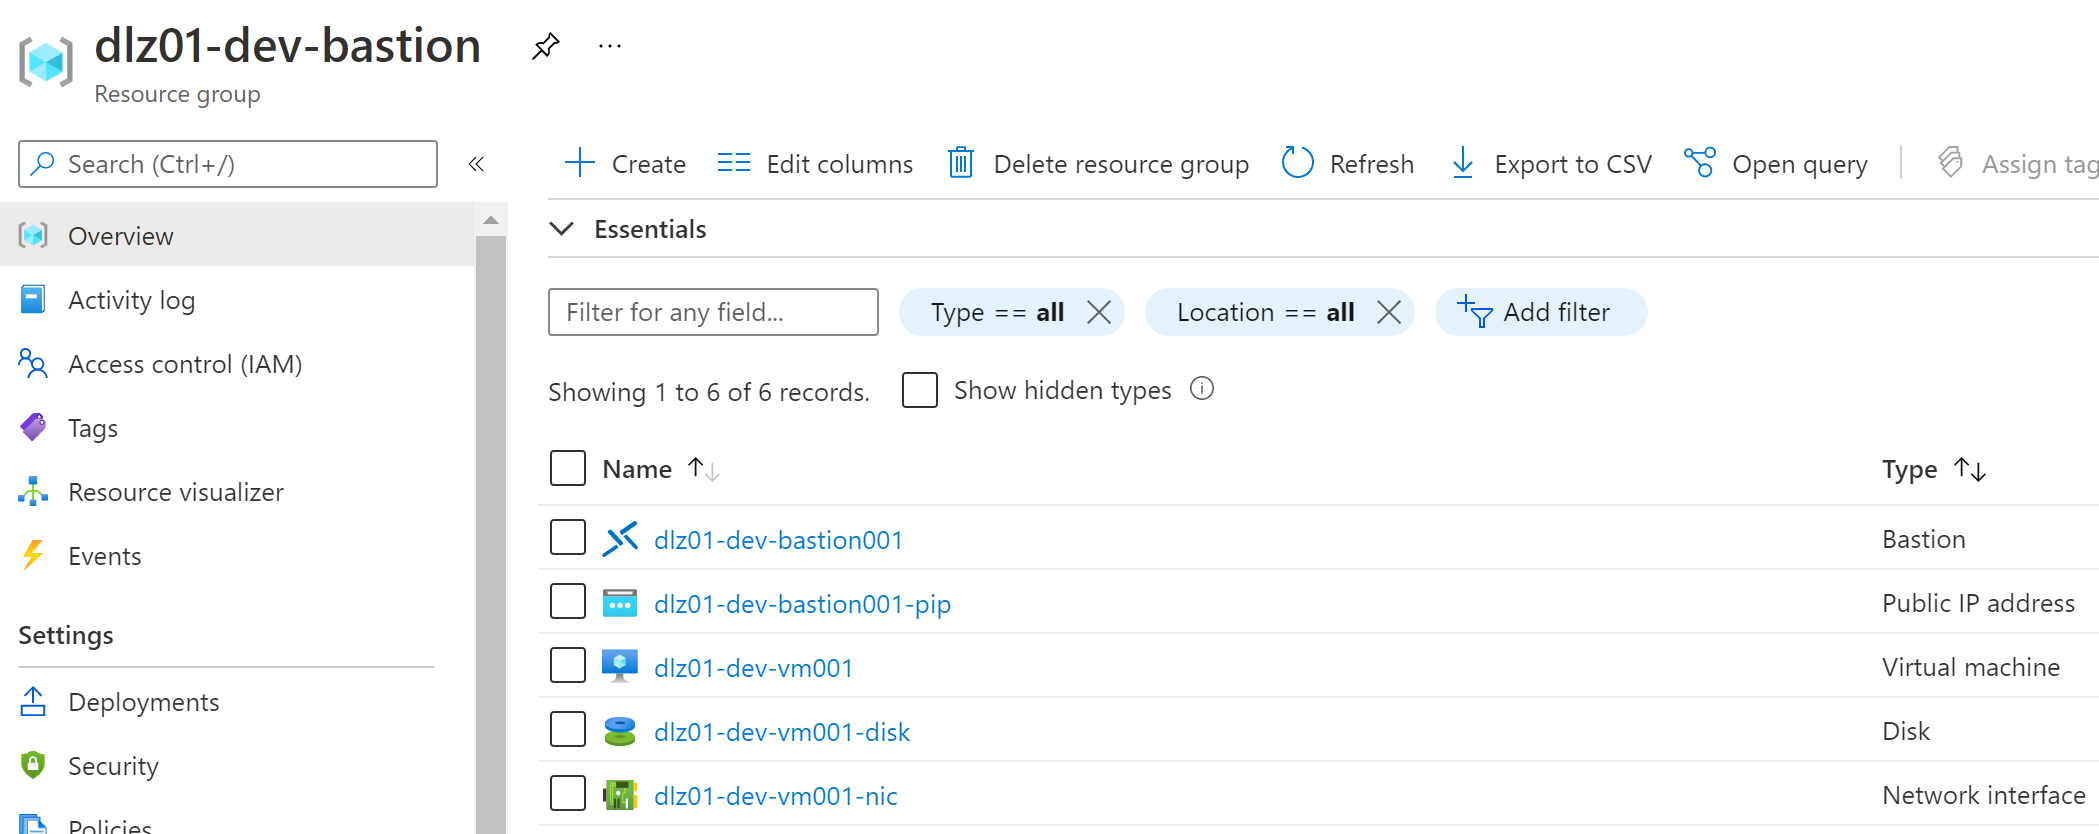 dlz01-dev-bastion
Resource group
Search (Ctrl+/)
Overview
Activity log
Access control (IAM)
Tags
Resource visualizer
Events
Settings
Deployments
Security
Policies
Create
Edit columns
Delete resource group
Refresh
Export to CSV
Open query
Assign tag
Essentials
Filter for any field...
Type == all
Location == all
Add filter
Showing 1 to 6 of 6 records.
Show hidden types
Name
Type
dlz01-dev-bastion001
Bastion
dlz01-dev-bastion001-pip
Public IP address
dlz01-dev-vm001
Virtual machine
dlz01-dev-vm001-disk
Disk
dlz01-dev-vm001-nic
Network interface